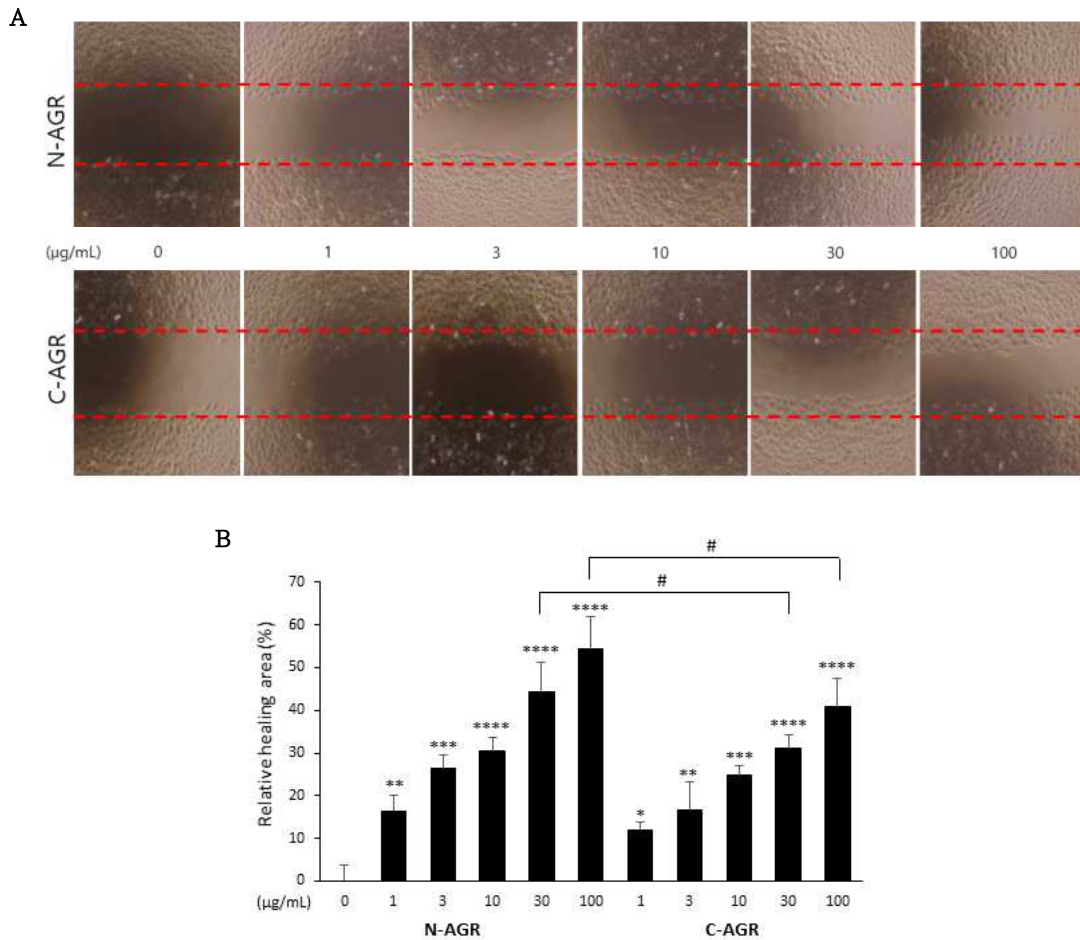 A
N-AGR
(µg/mL) 0 1 3 10 30 100
C-AGR
B
#
#
70
60
50
40
30
20
10
0
Relative healing area (%)
** *** **** **** **** * ** *** **** ****
(µg/mL) 0 1 3 10 30 100 1 3 10 30 100
N-AGR C-AGR